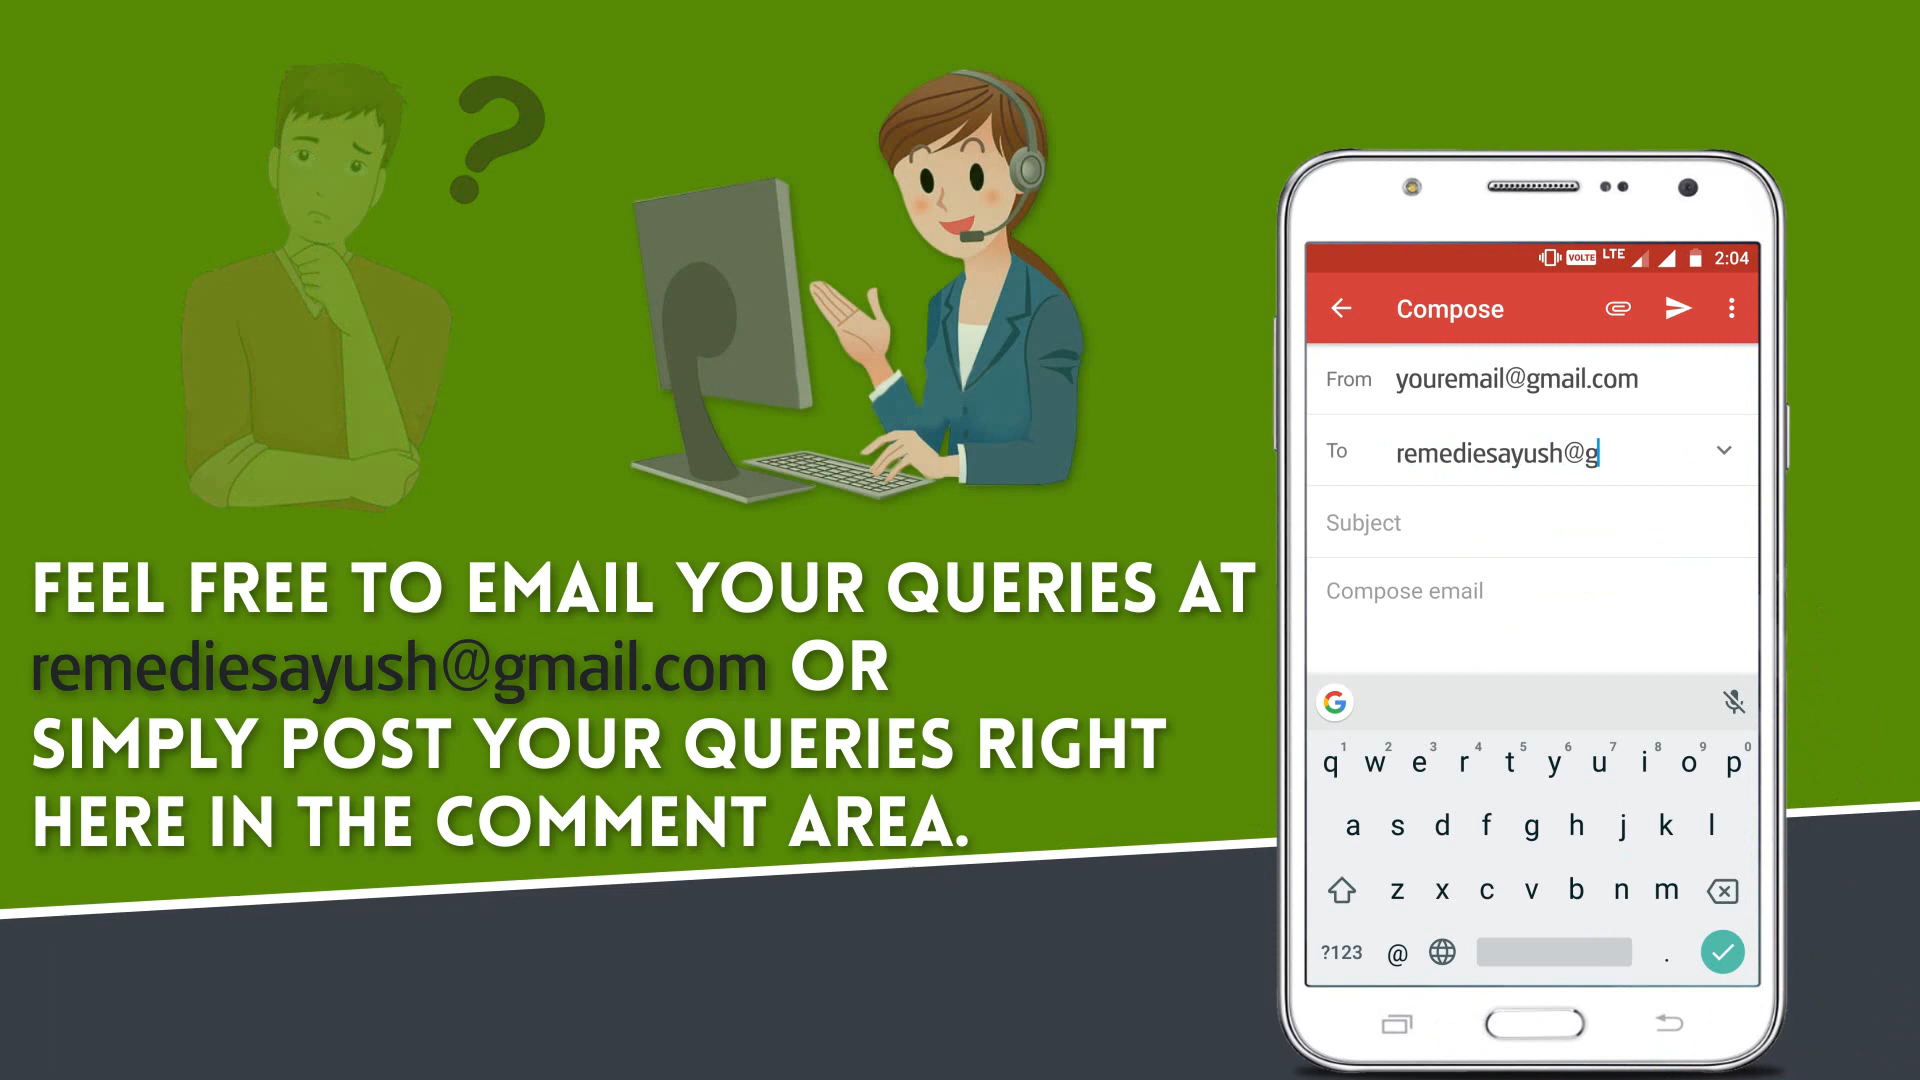 ?
FEEL FREE TO EMAIL YOUR QUERIES AT
remediesayush@gmail.com OR
SIMPLY POST YOUR QUERIES RIGHT
HERE IN THE COMMENT AREA.
VOLTE LTE 2:04
Compose
From youremail@gmail.com
To remediesayush@g
Subject
Compose email
G
1 2 3 4 5 6 7 8 9 0
q w e r t y u i o p
a s d f g h j k l
z x c v b n m
?123 @ .